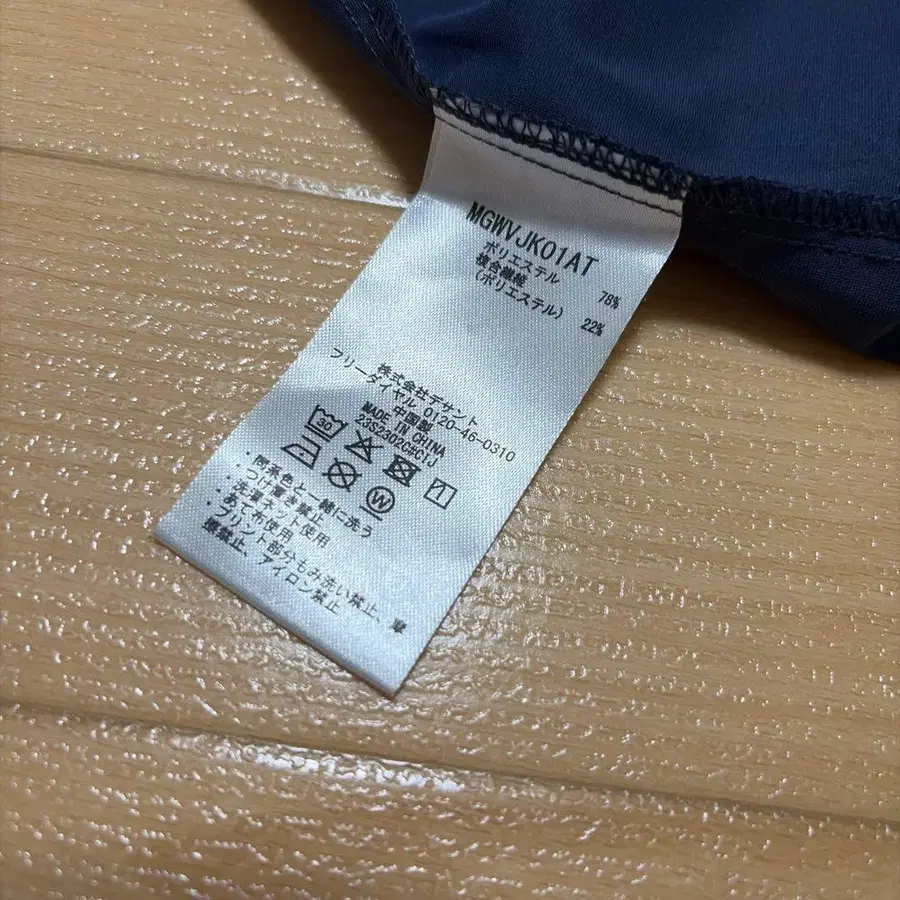 MGWVJK01AT
ポリエステル 78%
複合繊維
(ポリエステル) 22%
株式会社デサント
フリーダイヤル 0120-46-0310
中国製
MADE IN CHINA
23S2302G#C1J
30
W
・同系色と一緒に洗う
・つけ置き禁止
・洗濯ネット使用
・あて布使用
・プリント部分もみ洗い禁止、摩
擦禁止、アイロン禁止